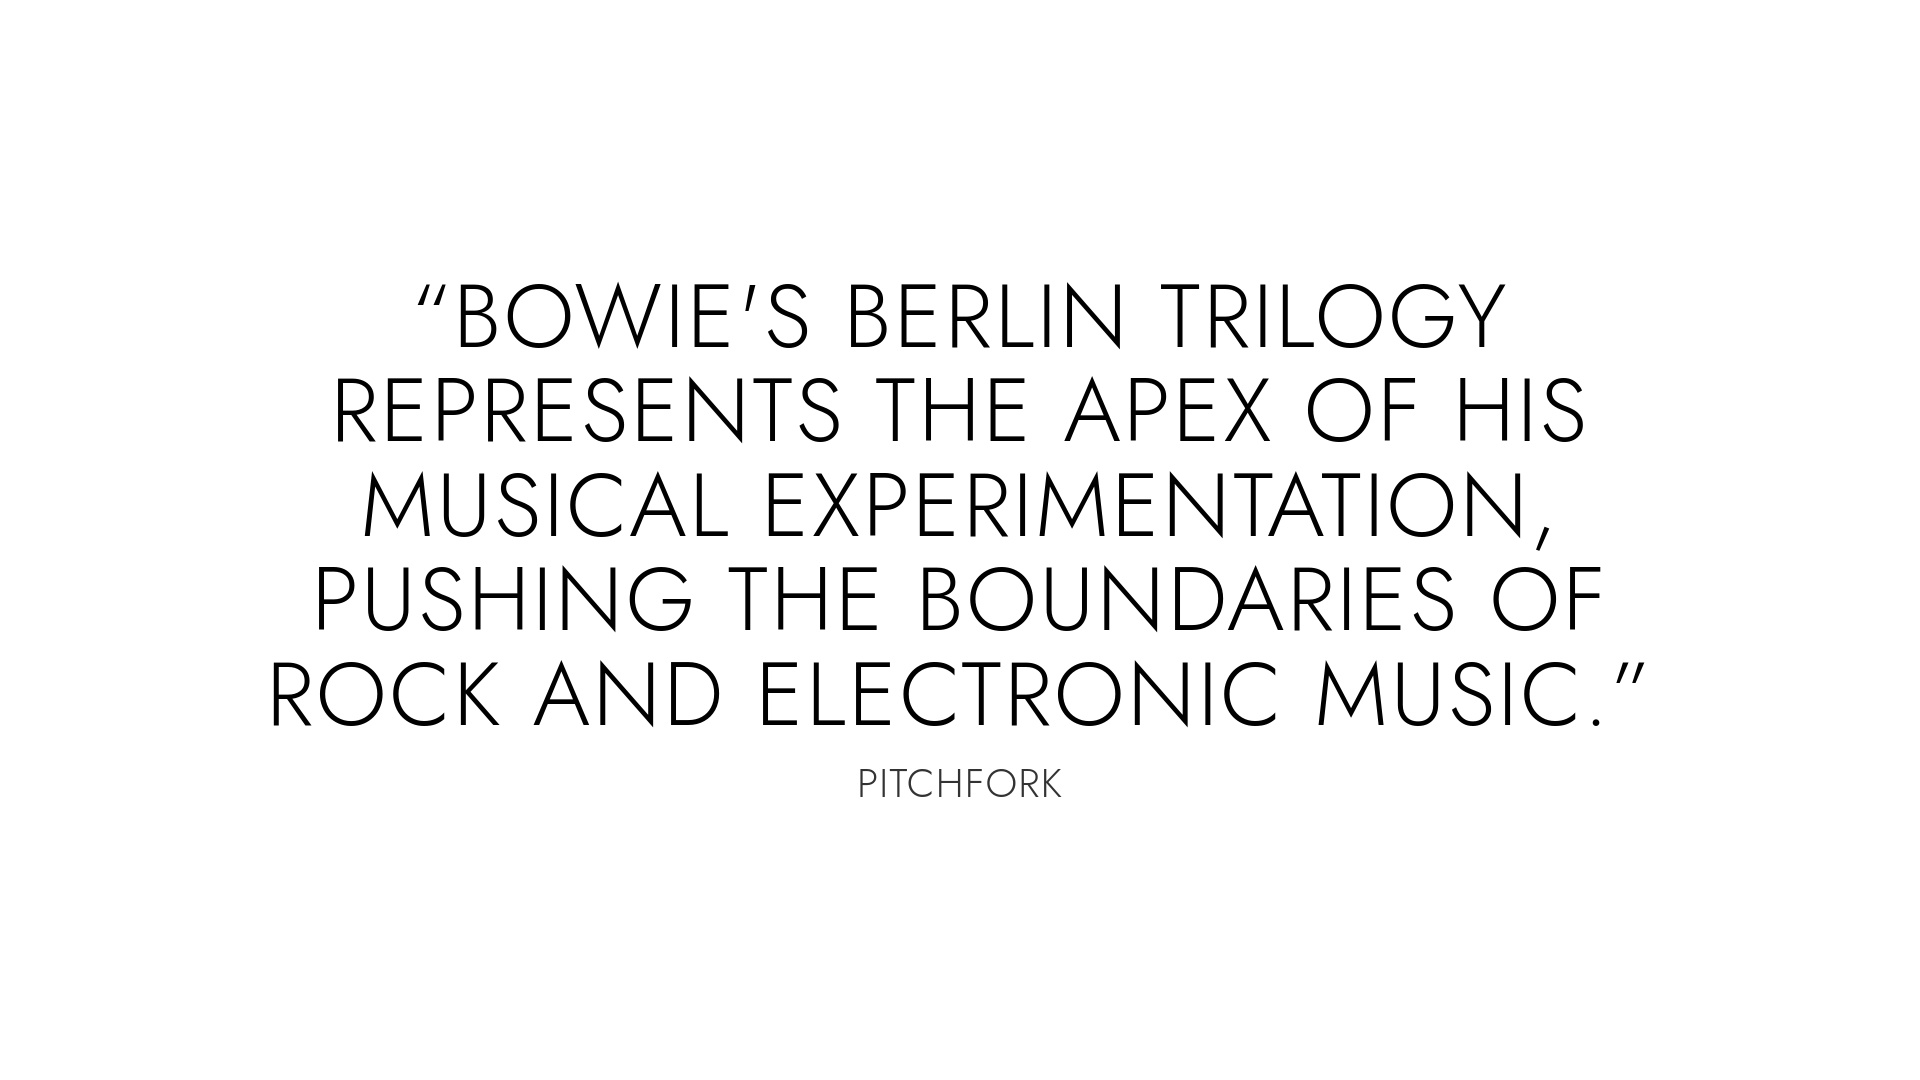 “BOWIE'S BERLIN TRILOGY
REPRESENTS THE APEX OF HIS
MUSICAL EXPERIMENTATION,
PUSHING THE BOUNDARIES OF
ROCK AND ELECTRONIC MUSIC.”
PITCHFORK